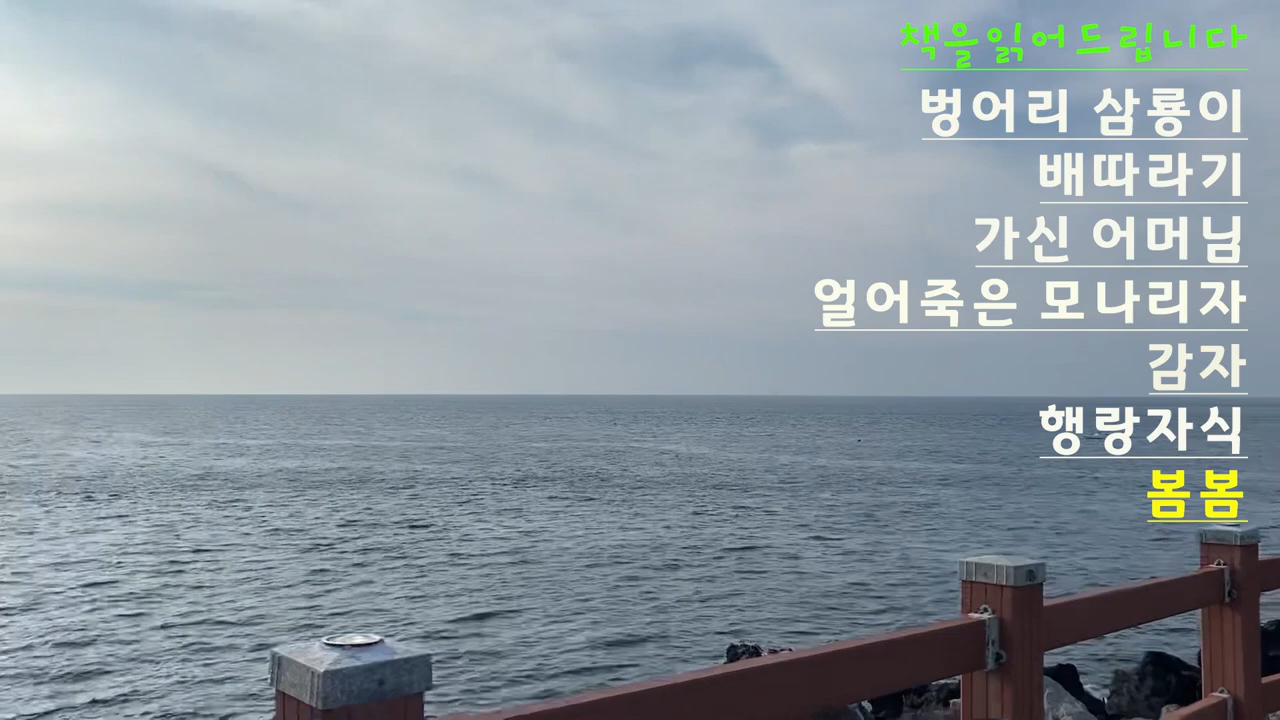 책을읽어드립니다
벙어리 삼룡이
배따라기
가신 어머님
얼어죽은 모나리자
감자
행랑자식
봄봄